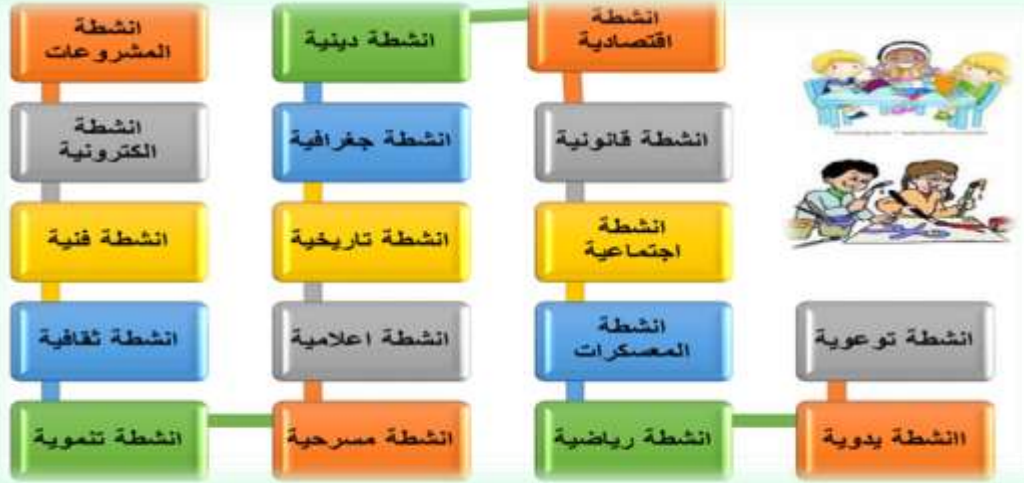 انشطة
المشروعات
انشطة
الكترونية
انشطة فنية
انشطة ثقافية
انشطة تنموية
انشطة مسرحية
انشطة اعلامية
انشطة تاريخية
انشطة جغرافية
انشطة دينية
انشطة
اقتصادية
انشطة قانونية
انشطة
اجتماعية
انشطة
المعسكرات
انشطة رياضية
اانشطة يدوية
انشطة توعوية